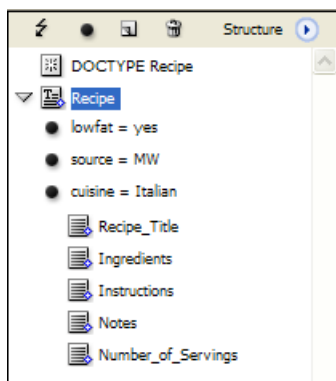 Structure
DOCTYPE Recipe
Recipe
lowfat = yes
source = MW
cuisine = Italian
Recipe_Title
Ingredients
Instructions
Notes
Number_of_Servings